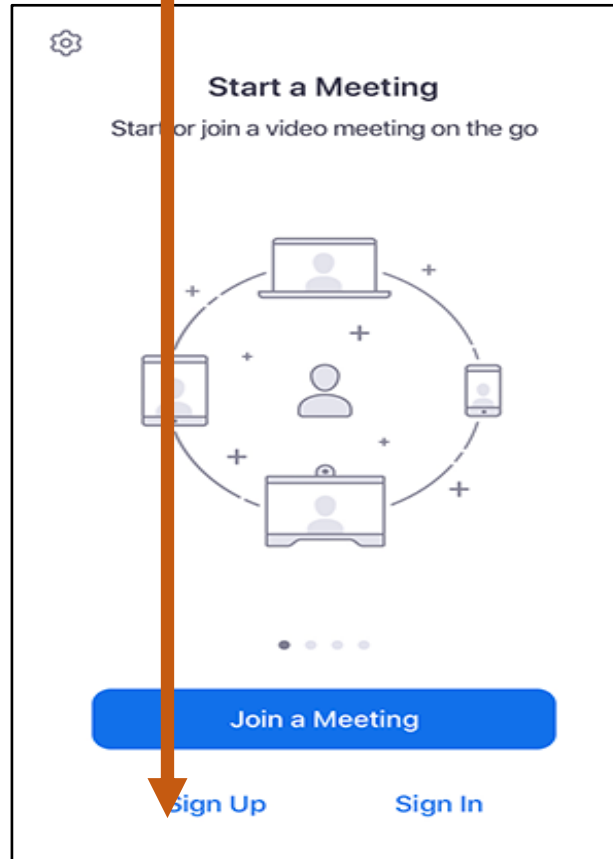 Start a Meeting
Start or join a video meeting on the go
Join a Meeting
Sign Up
Sign In